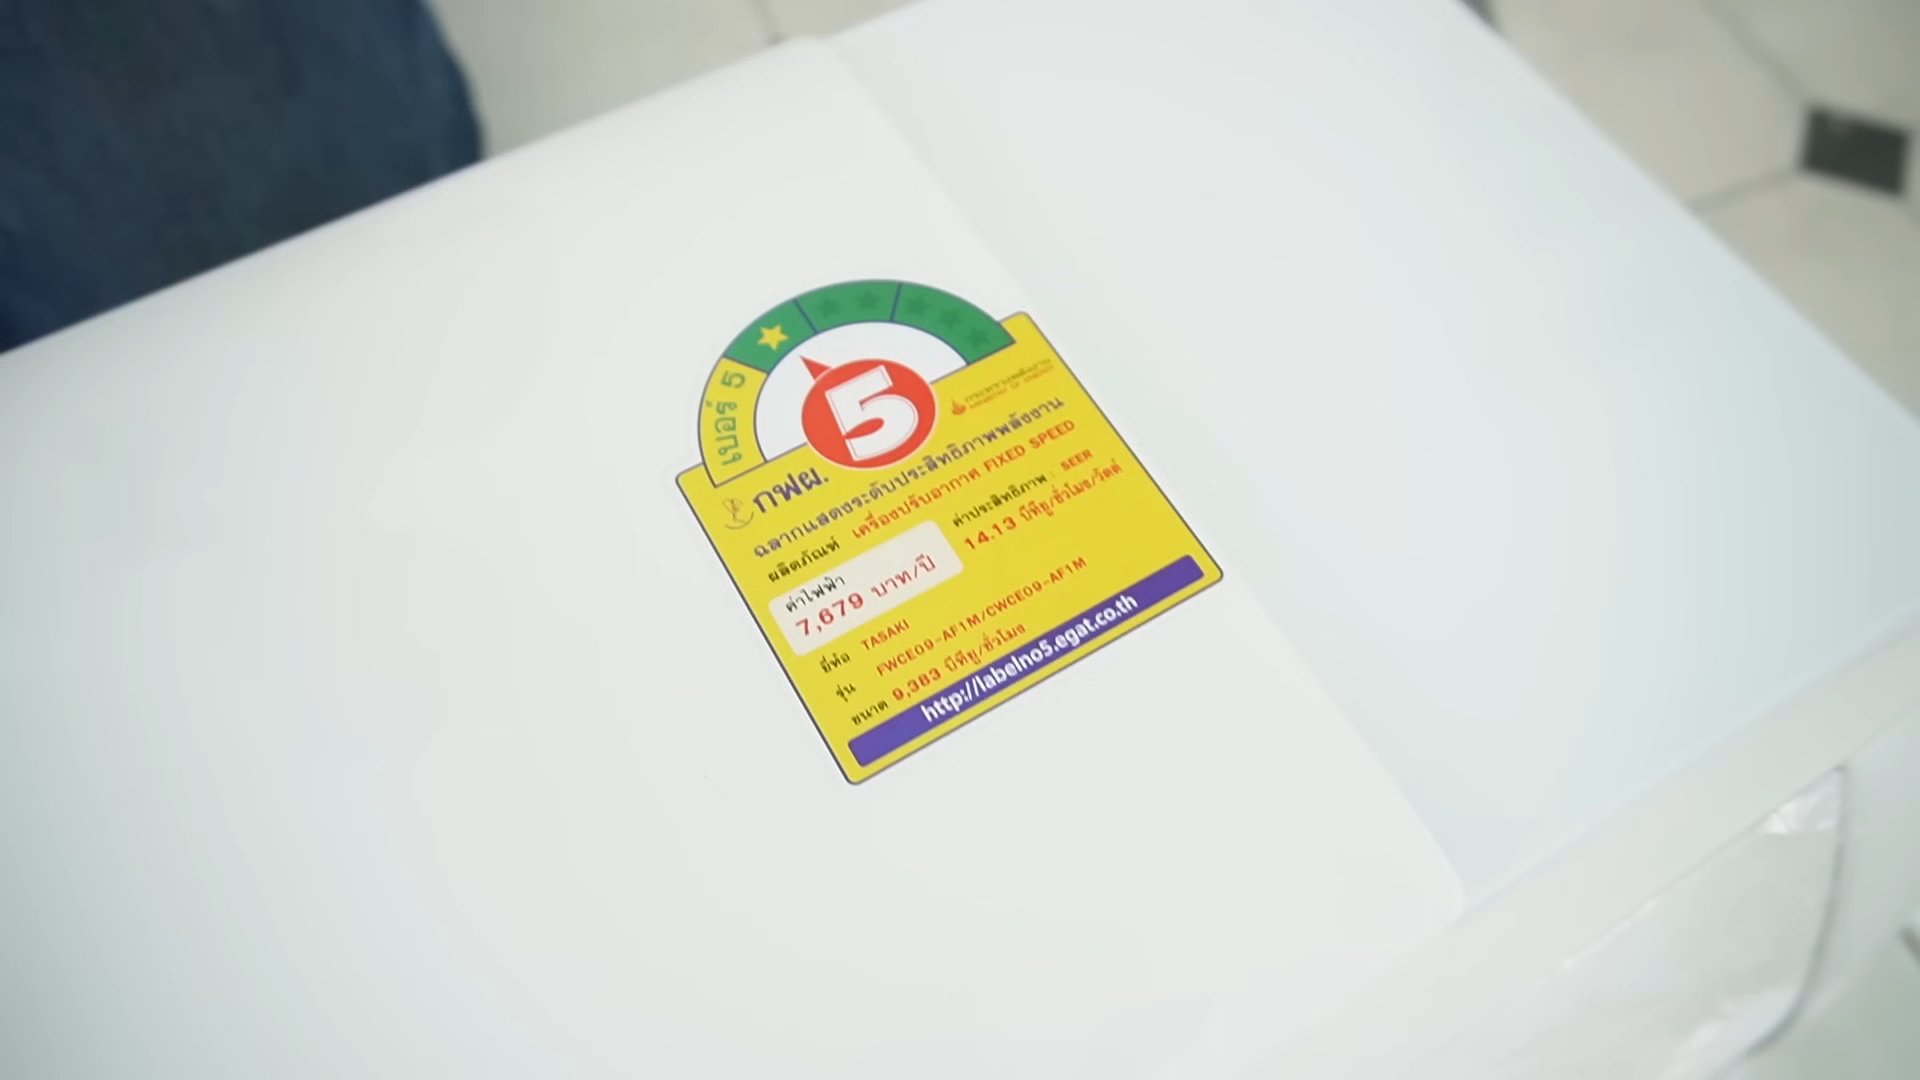 เบอร์ 5
5
กระทรวงพลังงาน
MINISTRY OF ENERGY
กฟผ.
ฉลากแสดงระดับประสิทธิภาพพลังงาน
ผลิตภัณฑ์ เครื่องปรับอากาศ FIXED SPEED
ค่าไฟฟ้า
7,679 บาท/ปี
ค่าประสิทธิภาพ : SEER
14.13 บีทียู/ชั่วโมง/วัตต์
ยี่ห้อ TASAKI
รุ่น FWCE09-AF1M/CWCE09-AF1M
ขนาด 9,383 บีทียู/ชั่วโมง
http://labelno5.egat.co.th